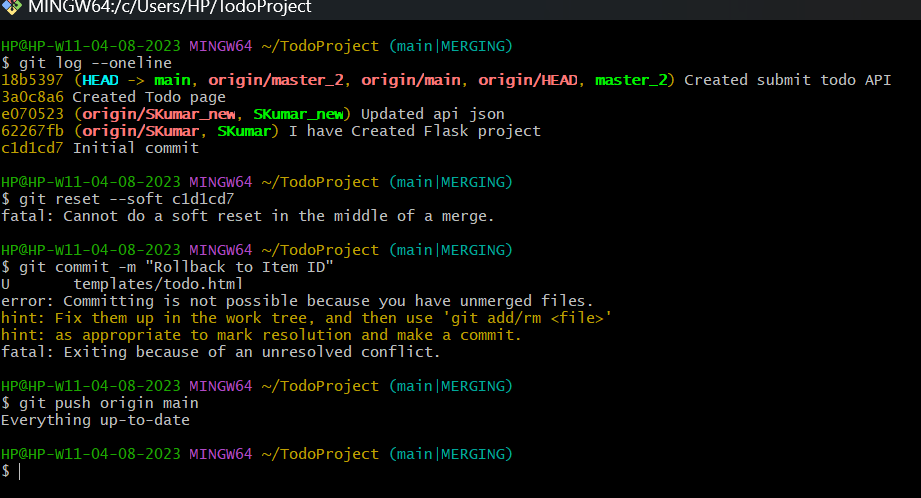 MINGW64:/c/Users/HP/TodoProject
HP@HP-W11-04-08-2023 MINGW64 ~/TodoProject (main|MERGING)
$ git log --oneline
18b5397 (HEAD -> main, origin/master_2, origin/main, origin/HEAD, master_2) Created submit todo API
3a0c8a6 Created Todo page
e070523 (origin/SKumar_new, SKumar_new) Updated api json
62267fb (origin/SKumar, SKumar) I have Created Flask project
c1d1cd7 Initial commit
HP@HP-W11-04-08-2023 MINGW64 ~/TodoProject (main|MERGING)
$ git reset --soft c1d1cd7
fatal: Cannot do a soft reset in the middle of a merge.
HP@HP-W11-04-08-2023 MINGW64 ~/TodoProject (main|MERGING)
$ git commit -m "Rollback to Item ID"
U       templates/todo.html
error: Committing is not possible because you have unmerged files.
hint: Fix them up in the work tree, and then use 'git add/rm <file>'
hint: as appropriate to mark resolution and make a commit.
fatal: Exiting because of an unresolved conflict.
HP@HP-W11-04-08-2023 MINGW64 ~/TodoProject (main|MERGING)
$ git push origin main
Everything up-to-date
HP@HP-W11-04-08-2023 MINGW64 ~/TodoProject (main|MERGING)
$